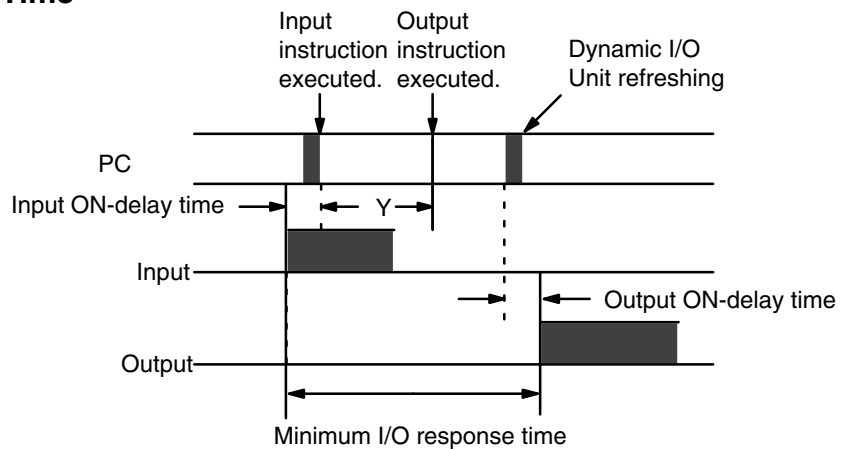 Input
instruction
executed.
Output
instruction
executed.
Dynamic I/O
Unit refreshing
PC
Input ON-delay time
Y
Input
Output ON-delay time
Output
Minimum I/O response time